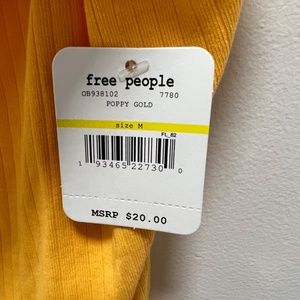 free people
OB938102 7780
POPPY GOLD
size M
FL_82
1 93465 22730 0
MSRP $20.00